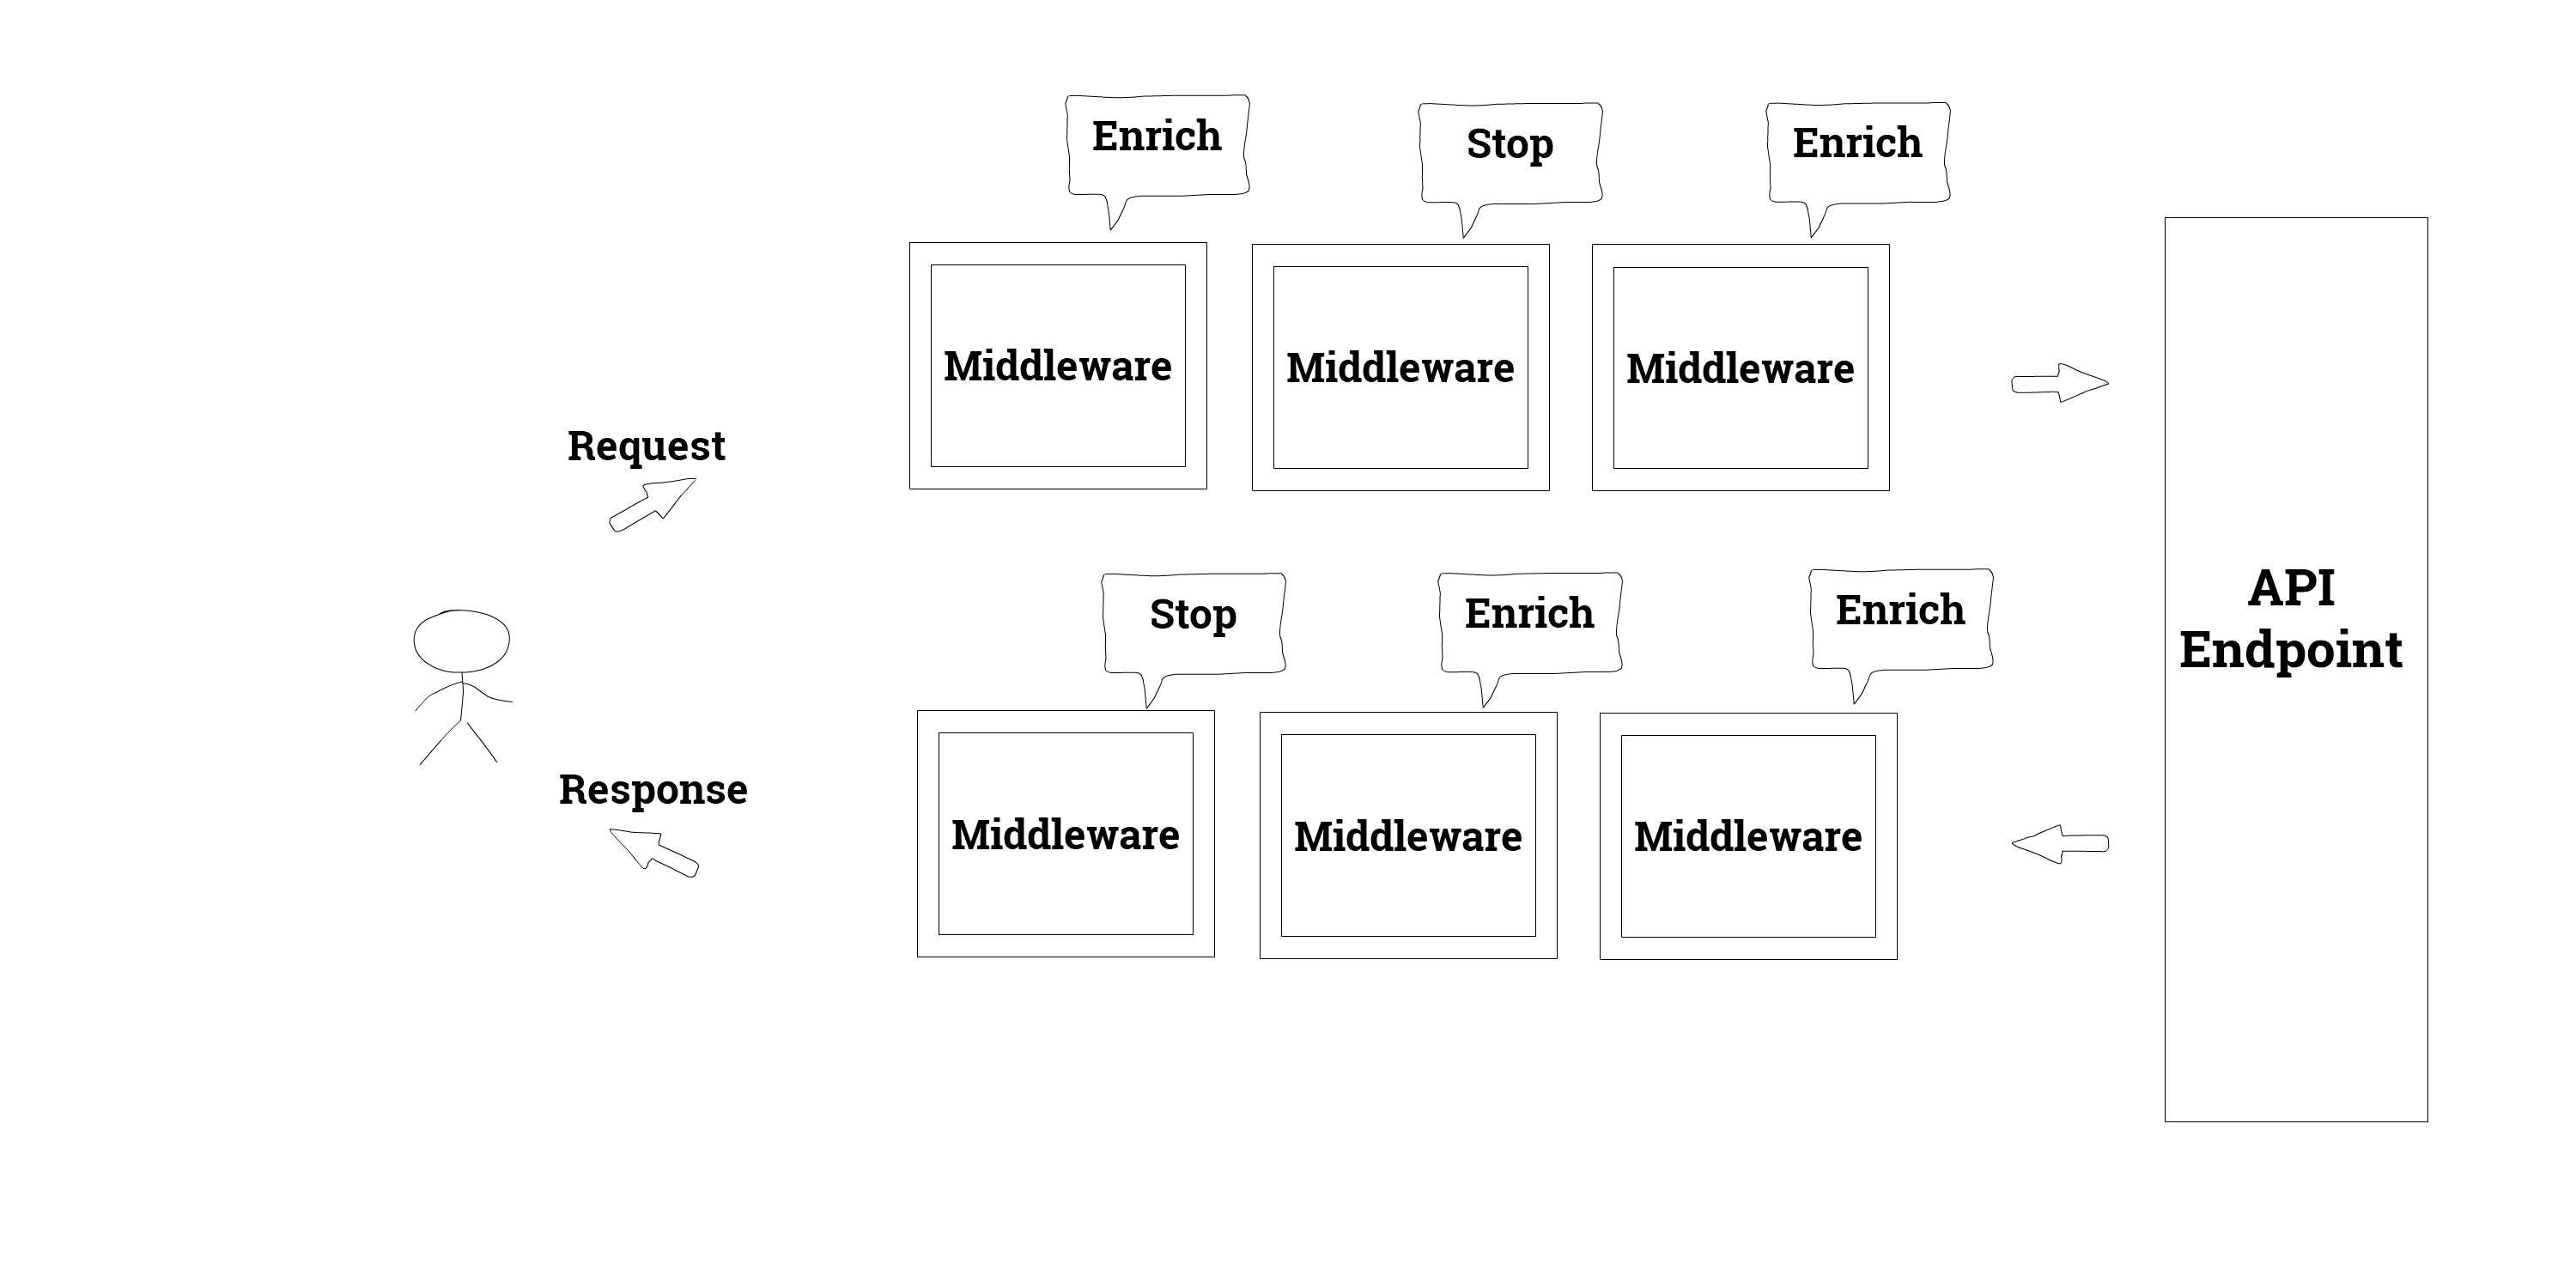 Enrich
Stop
Enrich
Middleware
Middleware
Middleware
Request
Stop
Enrich
Enrich
API
Endpoint
Response
Middleware
Middleware
Middleware